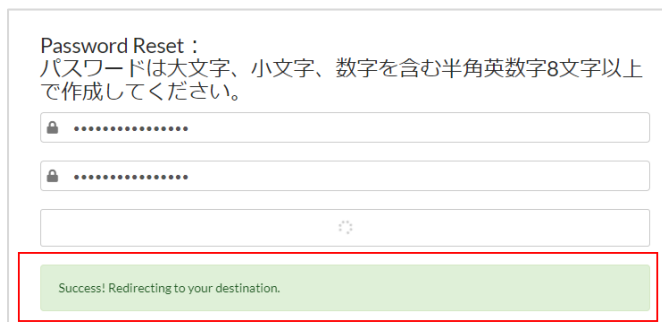 Password Reset：
パスワードは大文字、小文字、数字を含む半角英数字8文字以上
で作成してください。
••••••••••••••••
••••••••••••••••
Success! Redirecting to your destination.